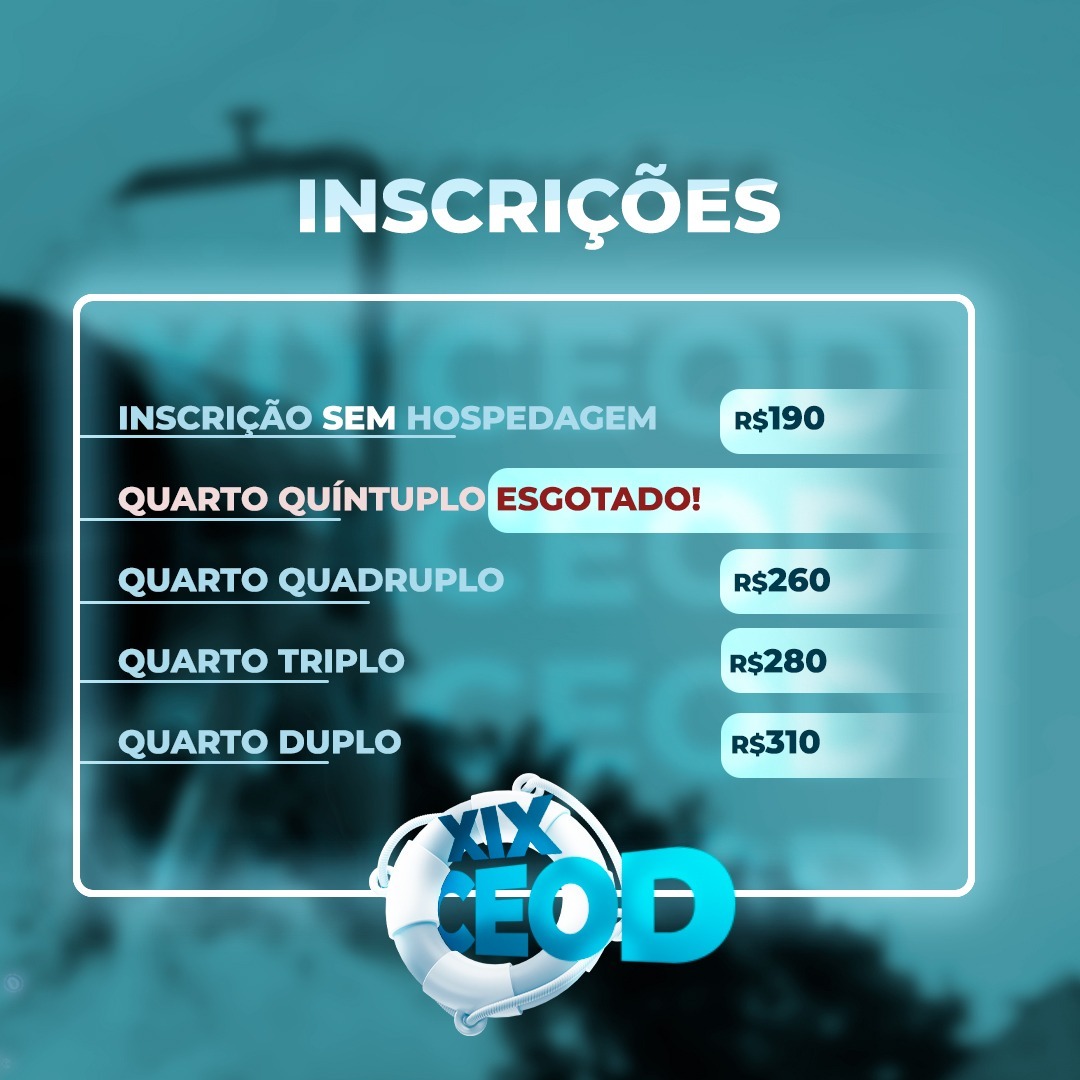 INSCRIÇÕES
INSCRIÇÃO SEM HOSPEDAGEM R$190
QUARTO QUÍNTUPLO ESGOTADO!
QUARTO QUADRUPLO R$260
QUARTO TRIPLO R$280
QUARTO DUPLO R$310
XIX
CEOD